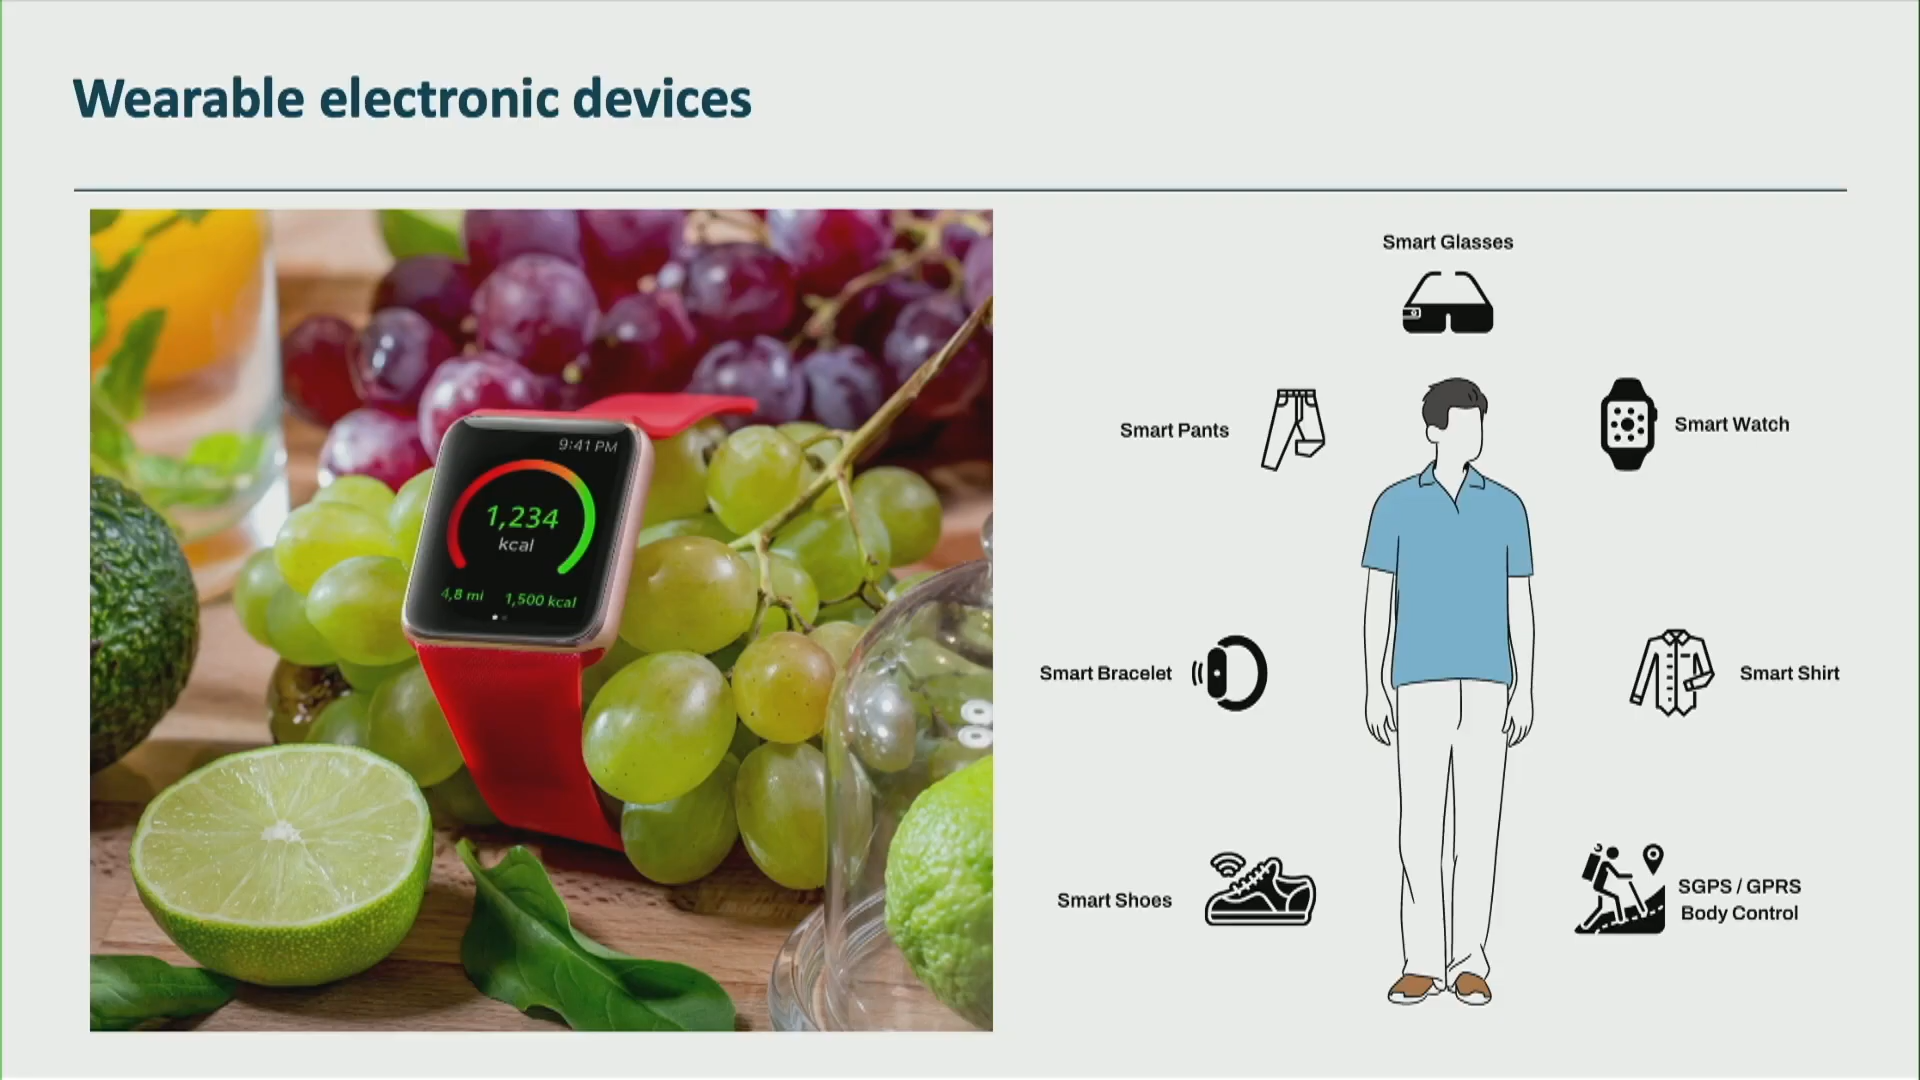 Wearable electronic devices
9:41 PM
1,234
kcal
4,8 mi 1,500 kcal
Smart Glasses
Smart Pants
Smart Watch
Smart Bracelet
Smart Shirt
Smart Shoes
SGPS / GPRS
Body Control